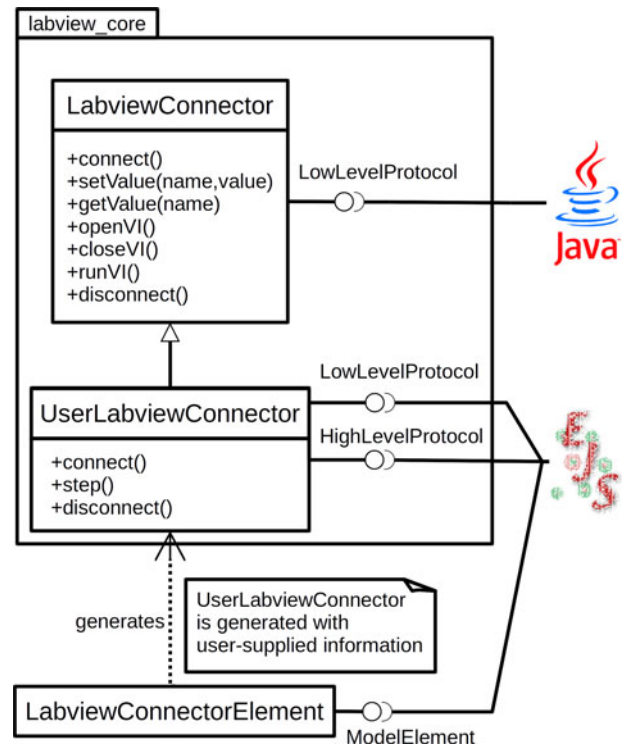 labview_core
LabviewConnector
+connect()
+setValue(name,value)
+getValue(name)
+openVI()
+closeVI()
+runVI()
+disconnect()
LowLevelProtocol
Java
LowLevelProtocol
UserLabviewConnector
HighLevelProtocol
+connect()
+step()
+disconnect()
EJS
generates
UserLabviewConnector
is generated with
user-supplied information
LabviewConnectorElement
ModelElement